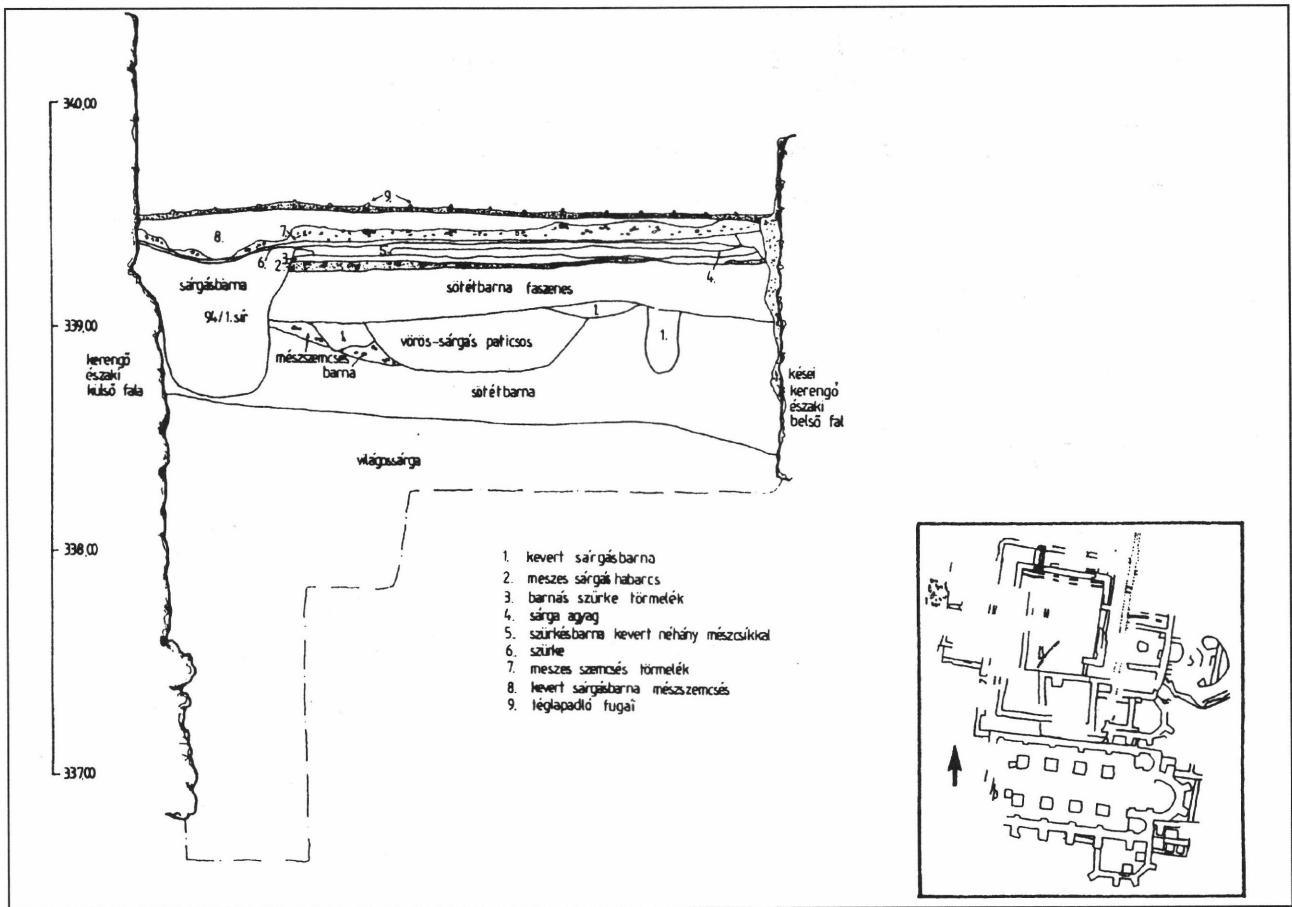 340,00
9.
8.
7.
6.
3.
2.
5.
4.
sárgásbarna
sötétbarna faszenes
94/1. sír
339,00
1.
1.
1.
vörös-sárgás paticsos
mészszemcsés
barna
kerengő
északi
külső fala
sötétbarna
kései
kerengő
északi
belső fal
világossárga
338,00
1. kevert sárgásbarna
2. meszes sárgás habarcs
3. barnás szürke törmelék
4. sárga agyag
5. szürkésbarna kevert néhány mészcsíkkal
6. szürke
7. meszes szemcsés törmelék
8. kevert sárgásbarna mészszemcsés
9. téglapadló fugái
337,00